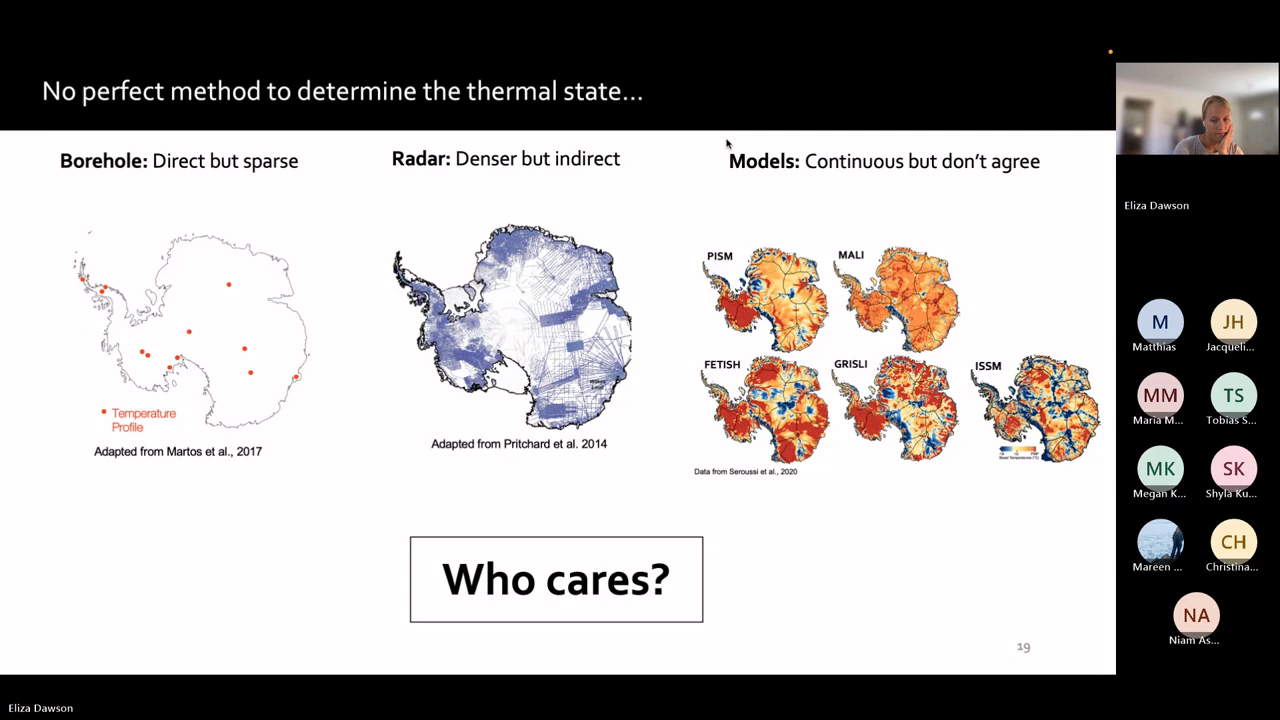 No perfect method to determine the thermal state...
Borehole: Direct but sparse
Radar: Denser but indirect
Models: Continuous but don't agree
Temperature
Profile
Adapted from Martos et al., 2017
Adapted from Pritchard et al. 2014
PISM
MALI
FETISH
GRISLI
ISSM
Data from Seroussi et al., 2020
Who cares?
19
Eliza Dawson
M
Matthias
JH
Jacqueli...
MM
Maria M...
TS
Tobias S...
MK
Megan K...
SK
Shyla Ku...
Mareen ...
CH
Christina...
NA
Niam As...
Eliza Dawson